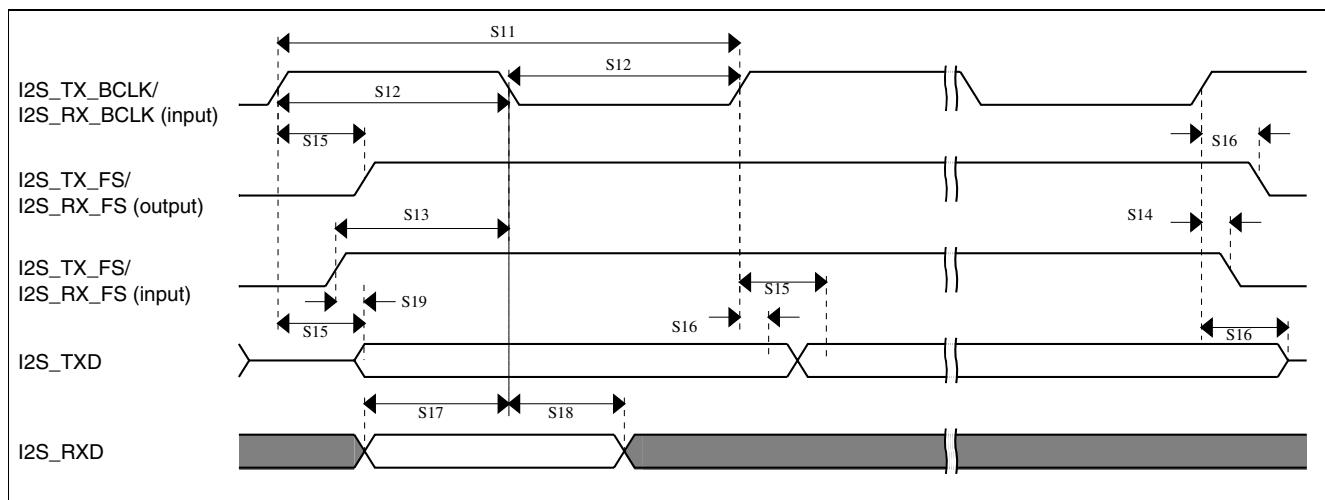 S11
S12
I2S_TX_BCLK/
I2S_RX_BCLK (input)
S12
S15
S16
I2S_TX_FS/
I2S_RX_FS (output)
S13
S14
I2S_TX_FS/
I2S_RX_FS (input)
S15
S19
S15
S16
S16
I2S_TXD
S17
S18
I2S_RXD